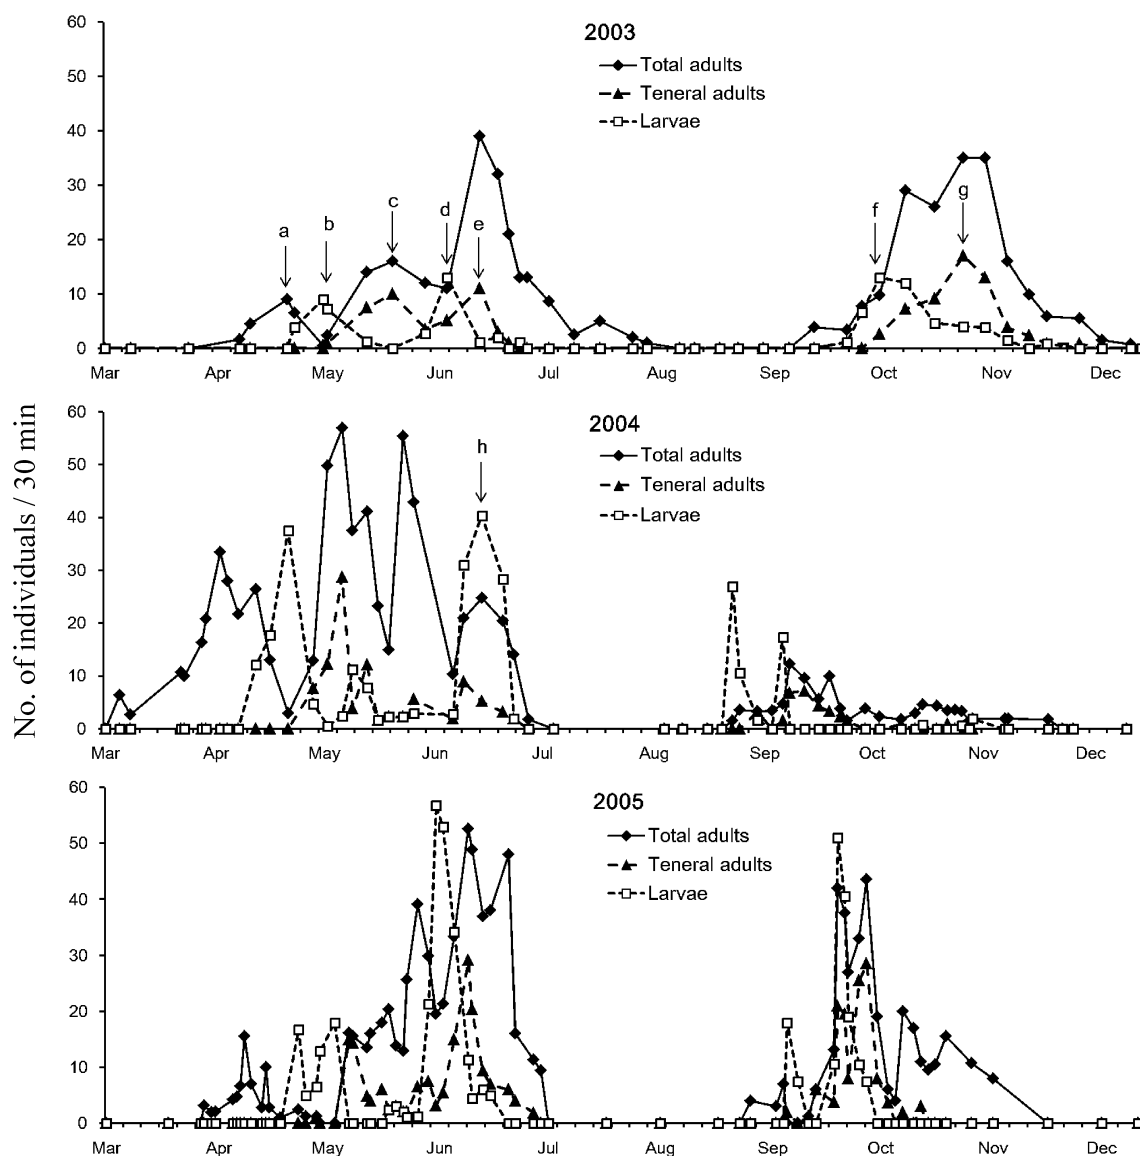 No. of individuals / 30 min
2003
Total adults
Teneral adults
Larvae
60
50
40
30
20
10
0
a
b
c
d
e
f
g
Mar Apr May Jun Jul Aug Sep Oct Nov Dec
2004
Total adults
Teneral adults
Larvae
60
50
40
30
20
10
0
h
Mar Apr May Jun Jul Aug Sep Oct Nov Dec
2005
Total adults
Teneral adults
Larvae
60
50
40
30
20
10
0
Mar Apr May Jun Jul Aug Sep Oct Nov Dec